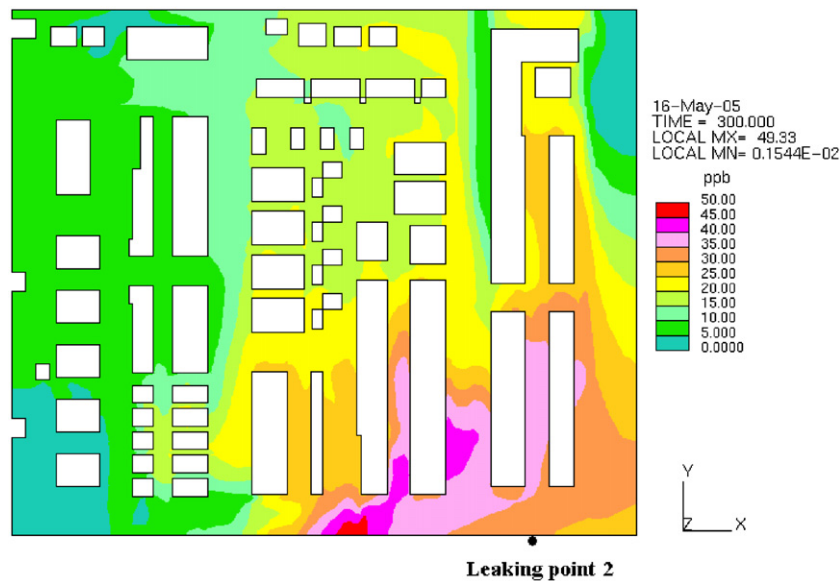 16-May-05
TIME = 300.000
LOCAL MX= 49.33
LOCAL MN= 0.1544E-02
ppb
50.00
45.00
40.00
35.00
30.00
25.00
20.00
15.00
10.00
5.000
0.0000
Y
Z X
Leaking point 2